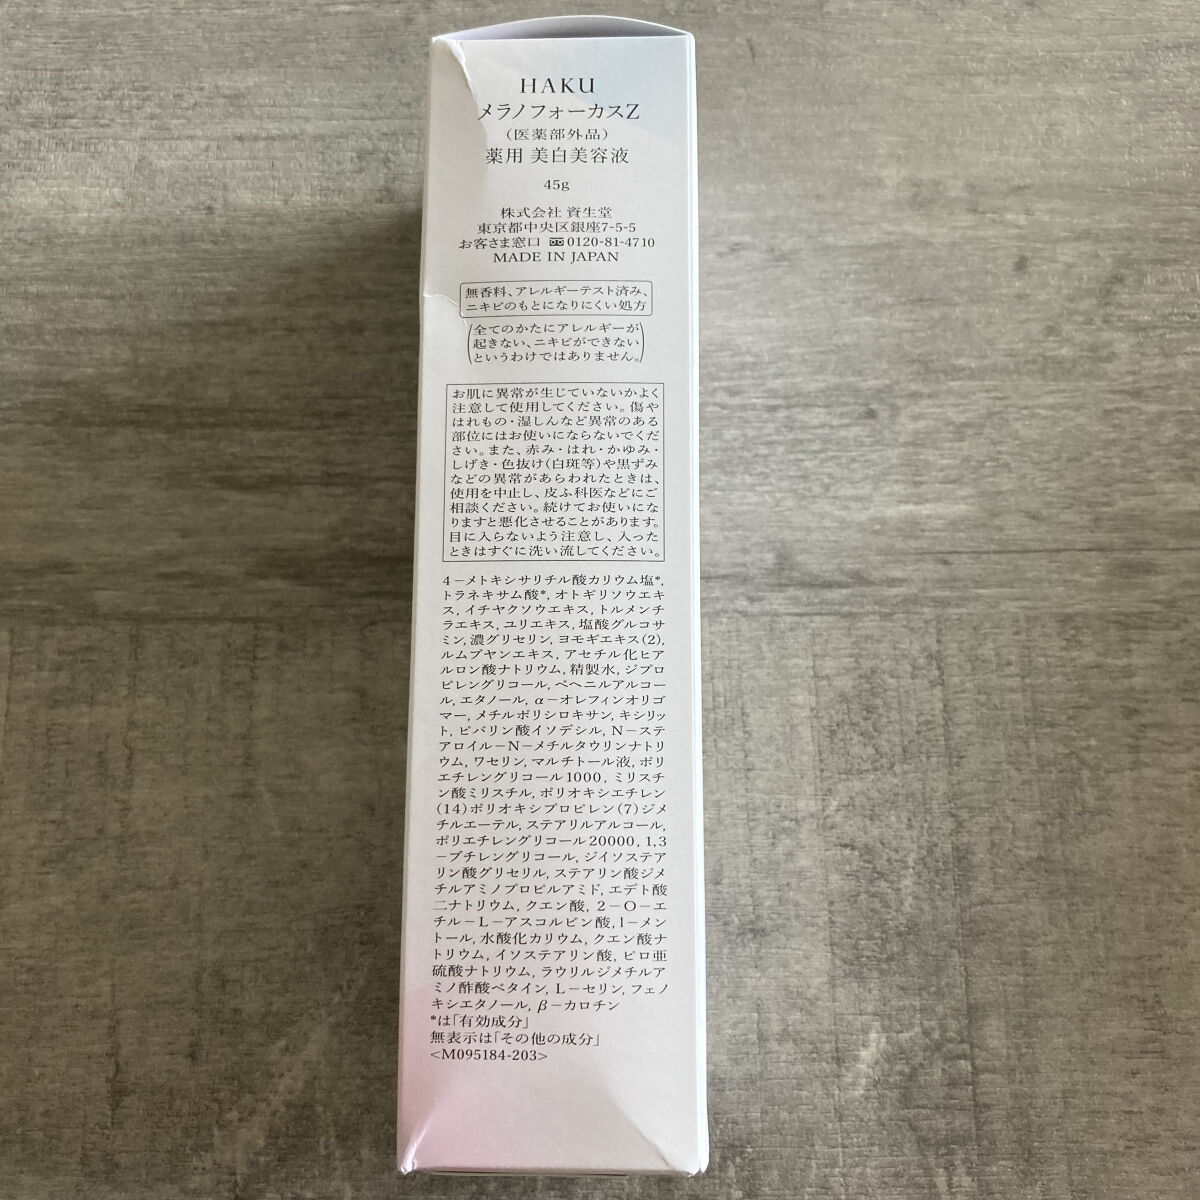 HAKU
メラノフォーカスZ
(医薬部外品)
薬用 美白美容液
45g
株式会社 資生堂
東京都中央区銀座7-5-5
お客さま窓口 0120-81-4710
MADE IN JAPAN
無香料、アレルギーテスト済み、
ニキビのもとになりにくい処方
(全てのかたにアレルギーが
起きない、ニキビができない
というわけではありません。)
お肌に異常が生じていないかよく
注意して使用してください。傷や
はれもの・湿しんなど異常のある
部位にはお使いにならないでくだ
さい。また、赤み・はれ・かゆみ・
しげき・色抜け(白斑等)や黒ずみ
などの異常があらわれたときは、
使用を中止し、皮ふ科医などにご
相談ください。続けてお使いにな
りますと悪化させることがあります。
目に入らないよう注意し、入った
ときはすぐに洗い流してください。
4－メトキシサリチル酸カリウム塩*,
トラネキサム酸*, オトギリソウエキ
ス, イチヤクソウエキス, トルメンチ
ラエキス, ユリエキス, 塩酸グルコサ
ミン, 濃グリセリン, ヨモギエキス(2),
ルムプヤンエキス, アセチル化ヒア
ルロン酸ナトリウム, 精製水, ジプロ
ピレングリコール, ベヘニルアルコー
ル, エタノール, α－オレフィンオリゴ
マー, メチルポリシロキサン, キシリッ
ト, ピバリン酸イソデシル, N－ステ
アロイル－N－メチルタウリンナトリ
ウム, ワセリン, マルチトール液, ポリ
エチレングリコール1000, ミリスチ
ン酸ミリスチル, ポリオキシエチレン
(14)ポリオキシプロピレン(7)ジメ
チルエーテル, ステアリルアルコール,
ポリエチレングリコール20000, 1,3
－ブチレングリコール, ジイソステア
リン酸グリセリル, ステアリン酸ジメ
チルアミノプロピルアミド, エデト酸
二ナトリウム, クエン酸, 2－O－エ
チル－L－アスコルビン酸, l－メン
トール, 水酸化カリウム, クエン酸ナ
トリウム, イソステアリン酸, ピロ亜
硫酸ナトリウム, ラウリルジメチルア
ミノ酢酸ベタイン, L－セリン, フェノ
キシエタノール, β－カロチン
*は「有効成分」
無表示は「その他の成分」
<M095184-203>